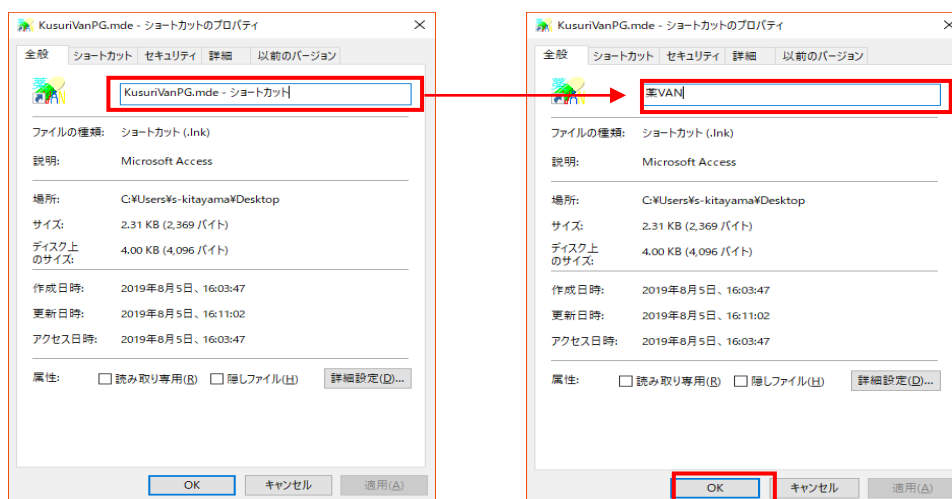 KusuriVanPG.mde - ショートカットのプロパティ
全般 ショートカット セキュリティ 詳細 以前のバージョン
KusuriVanPG.mde - ショートカット
ファイルの種類: ショートカット (.lnk)
説明: Microsoft Access
場所: C:¥Users¥s-kitayama¥Desktop
サイズ: 2.31 KB (2,369 バイト)
ディスク上
のサイズ: 4.00 KB (4,096 バイト)
作成日時: 2019年8月5日、16:03:47
更新日時: 2019年8月5日、16:11:02
アクセス日時: 2019年8月5日、16:03:47
属性: 読み取り専用(R) 隠しファイル(H) 詳細設定(D)...
OK キャンセル 適用(A)
KusuriVanPG.mde - ショートカットのプロパティ
全般 ショートカット セキュリティ 詳細 以前のバージョン
薬VAN
ファイルの種類: ショートカット (.lnk)
説明: Microsoft Access
場所: C:¥Users¥s-kitayama¥Desktop
サイズ: 2.31 KB (2,369 バイト)
ディスク上
のサイズ: 4.00 KB (4,096 バイト)
作成日時: 2019年8月5日、16:03:47
更新日時: 2019年8月5日、16:11:02
アクセス日時: 2019年8月5日、16:03:47
属性: 読み取り専用(R) 隠しファイル(H) 詳細設定(D)...
OK キャンセル 適用(A)